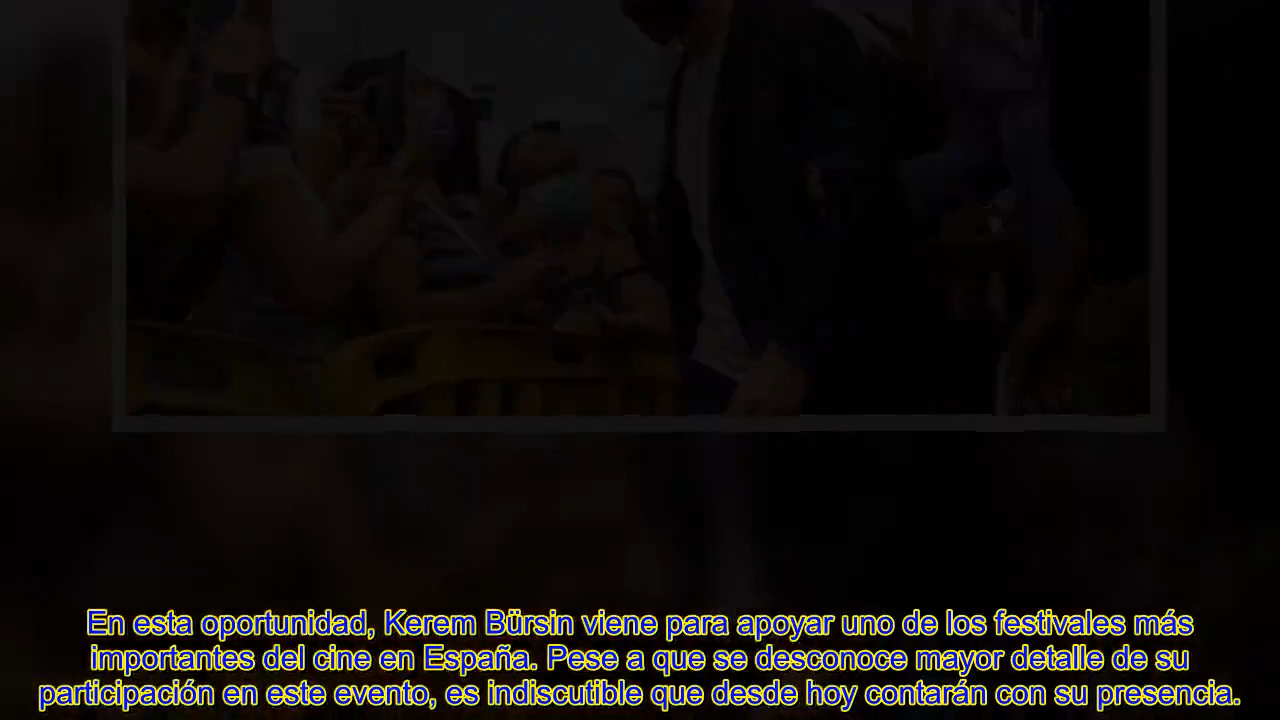 En esta oportunidad, Kerem Bürsin viene para apoyar uno de los festivales más
importantes del cine en España. Pese a que se desconoce mayor detalle de su
participación en este evento, es indiscutible que desde hoy contarán con su presencia.